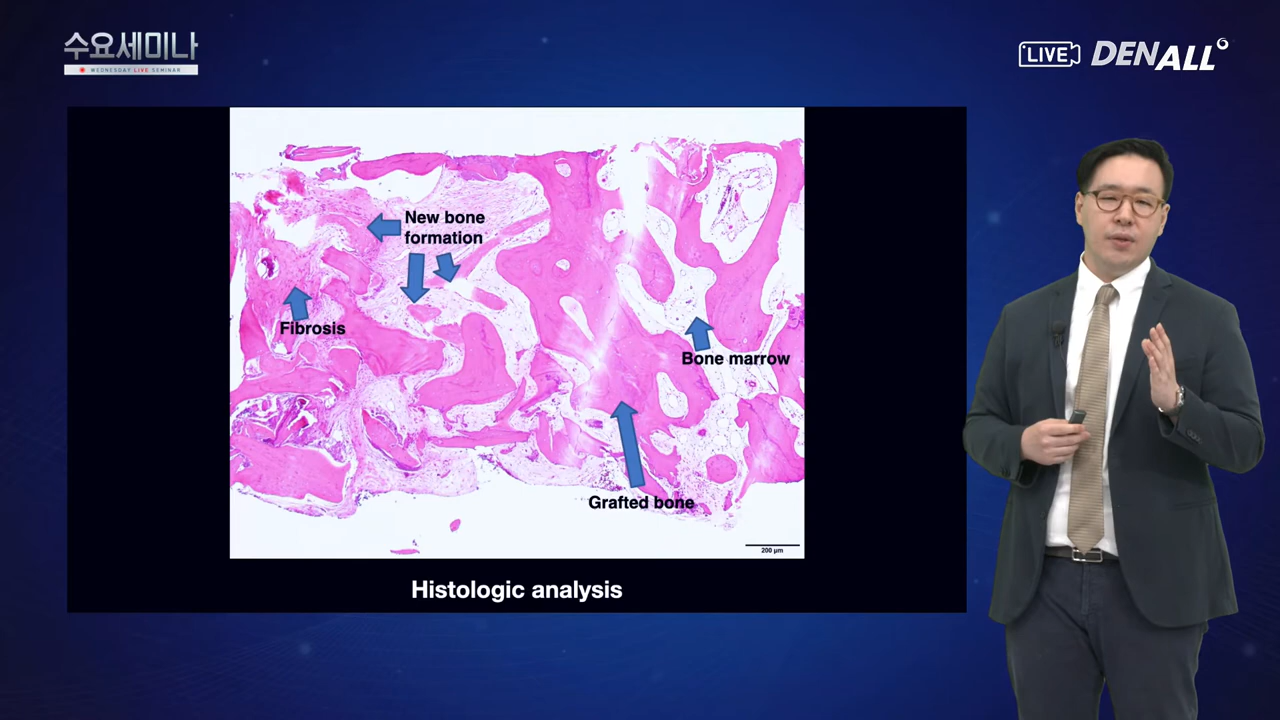 수요세미나
WEDNESDAY LIVE SEMINAR
LIVE
DENALL
New bone
formation
Fibrosis
Bone marrow
Grafted bone
200 μm
Histologic analysis